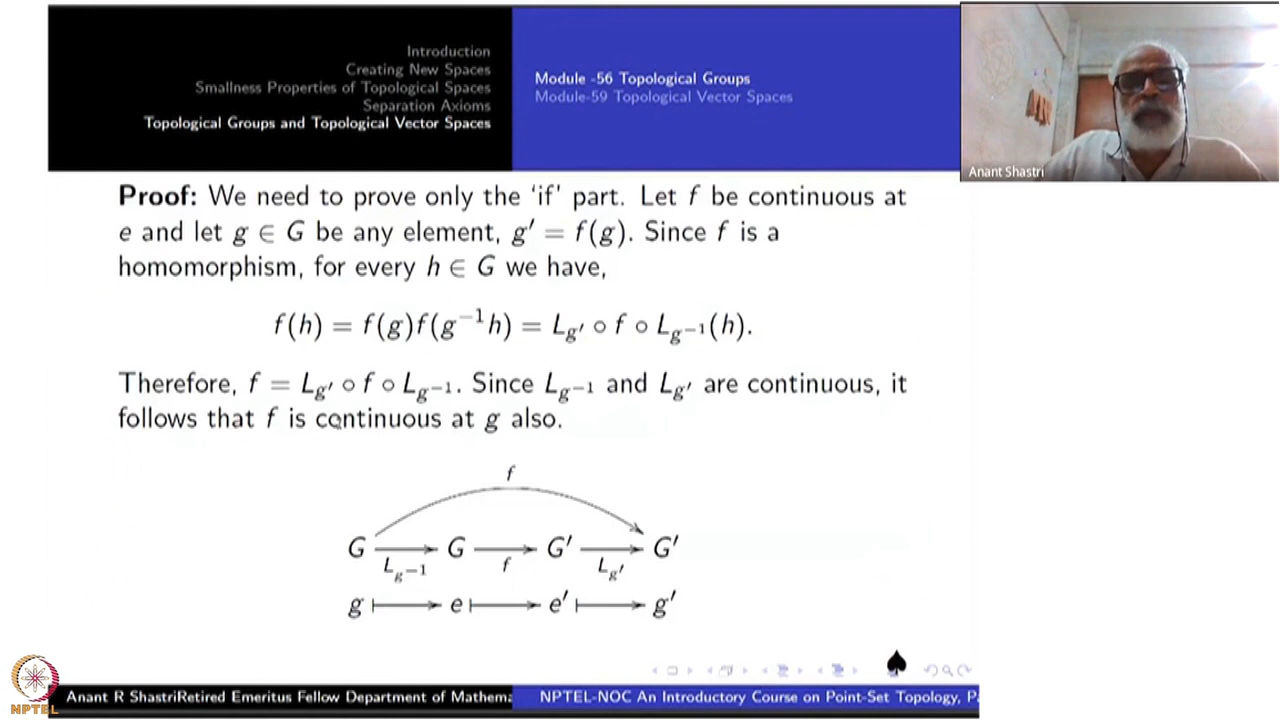 Introduction
Creating New Spaces
Smallness Properties of Topological Spaces
Separation Axioms
Topological Groups and Topological Vector Spaces
Module -56 Topological Groups
Module-59 Topological Vector Spaces
Anant Shastri
Proof: We need to prove only the ‘if’ part. Let f be continuous at
e and let g ∈ G be any element, g′ = f(g). Since f is a
homomorphism, for every h ∈ G we have,
f(h) = f(g)f(g⁻¹h) = L_{g′} ∘ f ∘ L_{g⁻¹}(h).
Therefore, f = L_{g′} ∘ f ∘ L_{g⁻¹}. Since L_{g⁻¹} and L_{g′} are continuous, it
follows that f is continuous at g also.
f
G → G → G′ → G′
L_{g⁻¹} f L_{g′}
g ↦ e ↦ e′ ↦ g′
NPTEL
Anant R ShastriRetired Emeritus Fellow Department of Mathema
NPTEL-NOC An Introductory Course on Point-Set Topology, P